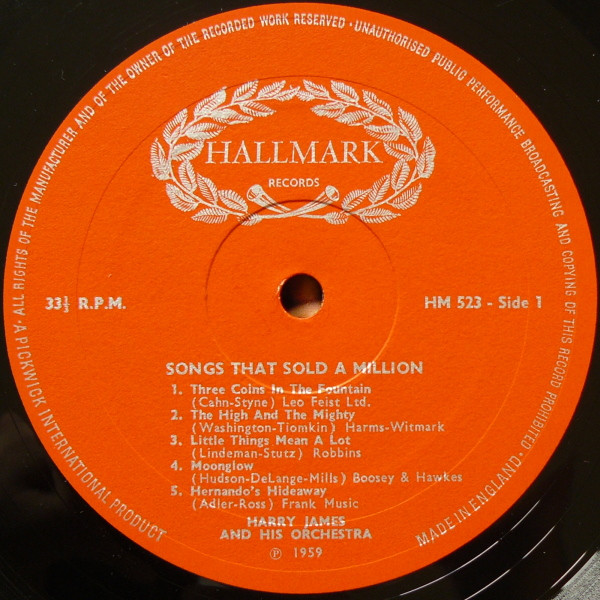 A PICKWICK INTERNATIONAL PRODUCT · ALL RIGHTS OF THE MANUFACTURER AND OF THE OWNER OF THE RECORDED WORK RESERVED · UNAUTHORISED PUBLIC PERFORMANCE BROADCASTING AND COPYING OF THIS RECORD PROHIBITED · MADE IN ENGLAND ·
HALLMARK
RECORDS
33⅓ R.P.M.
HM 523 - Side 1
SONGS THAT SOLD A MILLION
1. Three Coins In The Fountain
(Cahn-Styne) Leo Feist Ltd.
2. The High And The Mighty
(Washington-Tiomkin) Harms-Witmark
3. Little Things Mean A Lot
(Lindeman-Stutz) Robbins
4. Moonglow
(Hudson-DeLange-Mills) Boosey & Hawkes
5. Hernando's Hideaway
(Adler-Ross) Frank Music
HARRY JAMES
AND HIS ORCHESTRA
℗ 1959